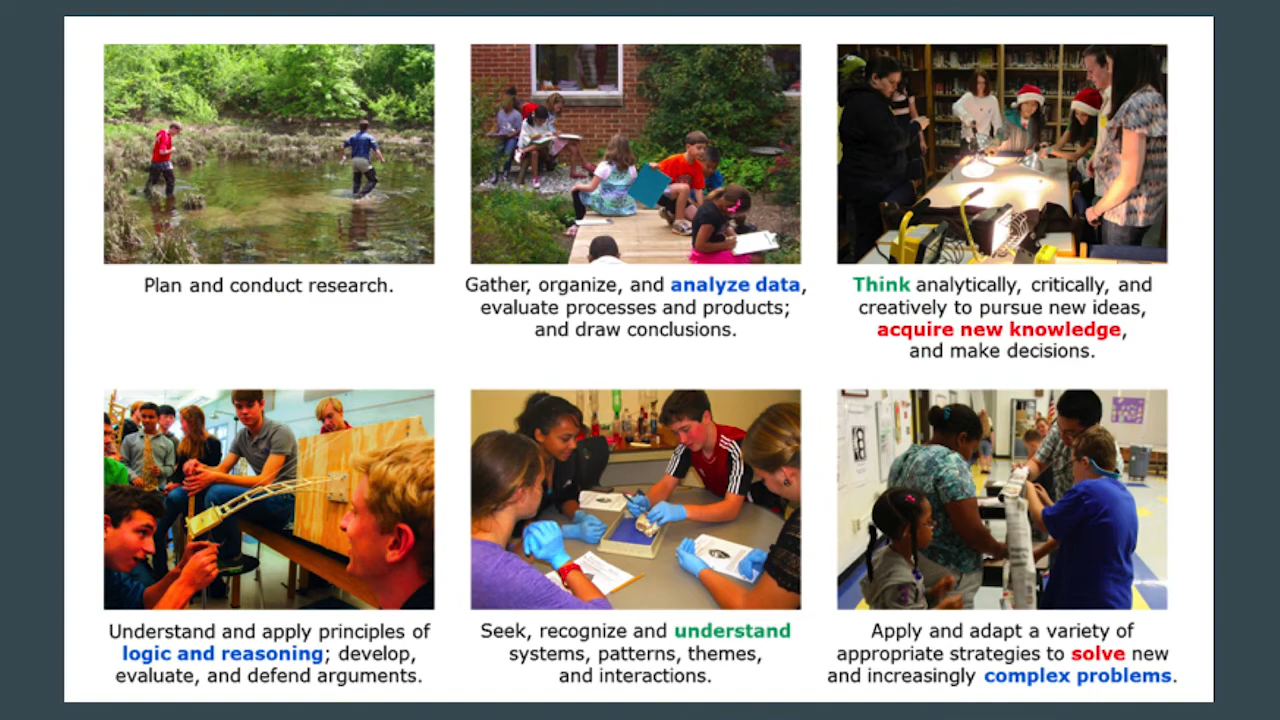 Plan and conduct research.
Gather, organize, and analyze data,
evaluate processes and products;
and draw conclusions.
Think analytically, critically, and
creatively to pursue new ideas,
acquire new knowledge,
and make decisions.
Understand and apply principles of
logic and reasoning; develop,
evaluate, and defend arguments.
Seek, recognize and understand
systems, patterns, themes,
and interactions.
Apply and adapt a variety of
appropriate strategies to solve new
and increasingly complex problems.